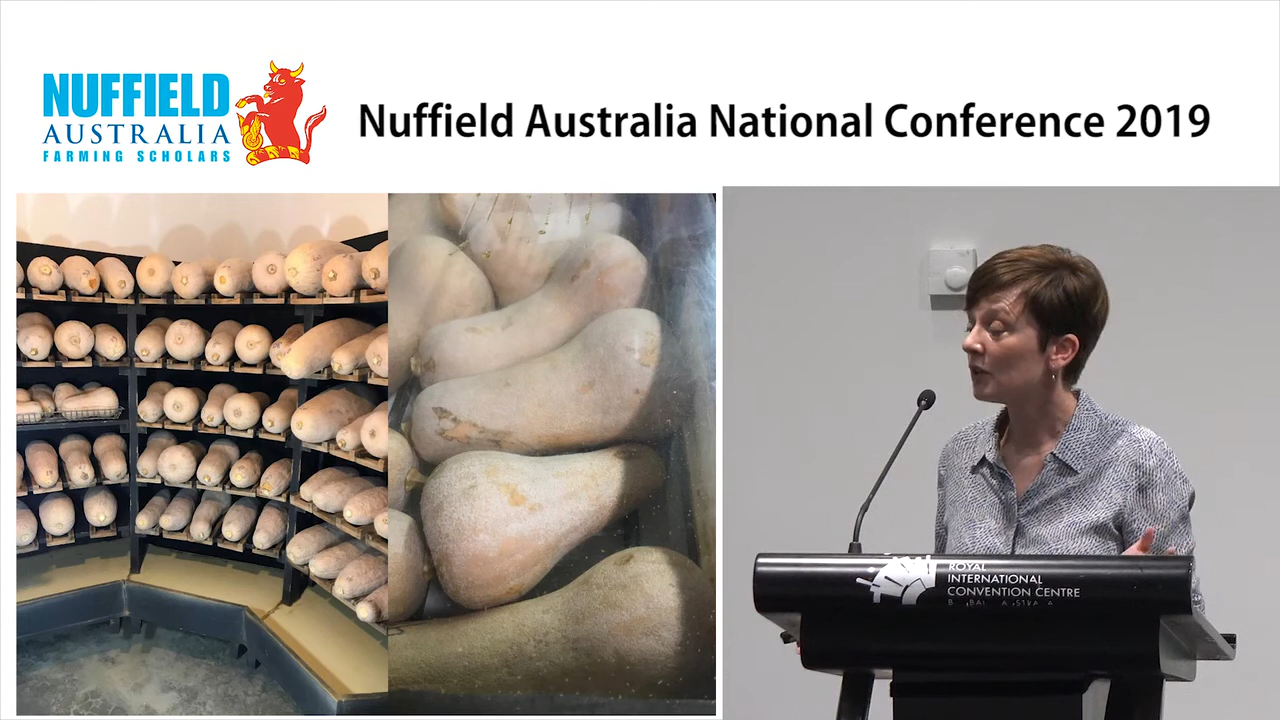 NUFFIELD
AUSTRALIA
FARMING SCHOLARS
Nuffield Australia National Conference 2019
ROYAL
INTERNATIONAL
CONVENTION CENTRE